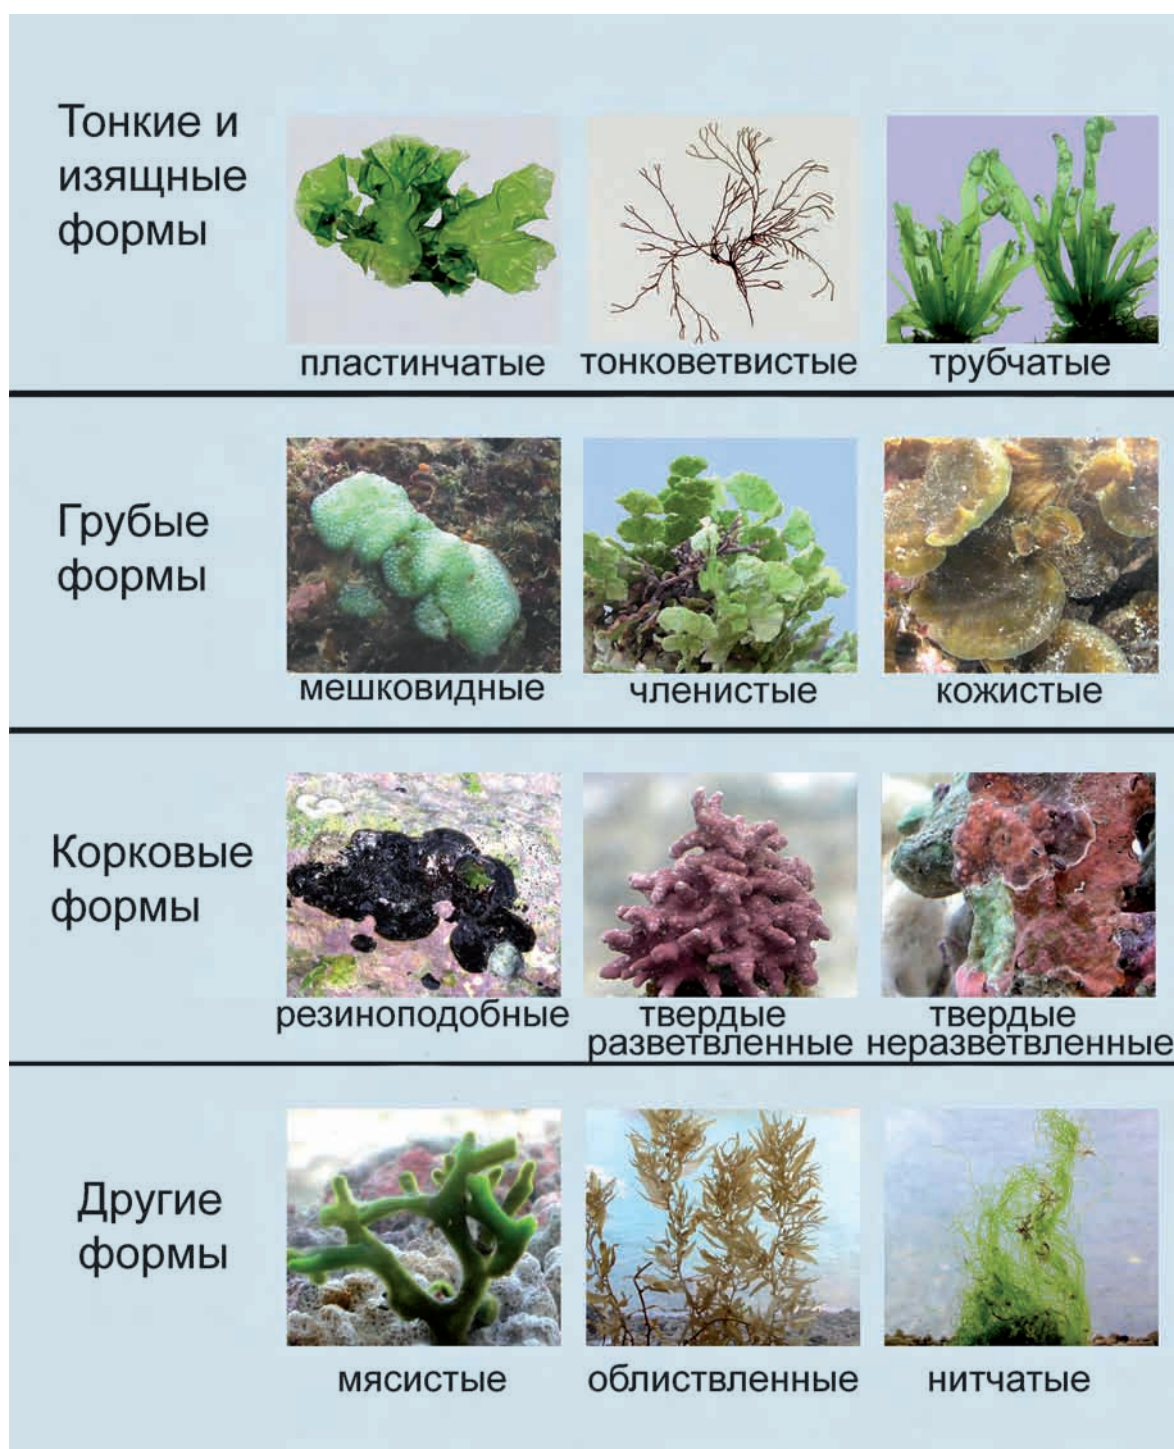 Тонкие и
изящные
формы
пластинчатые
тонковетвистые
трубчатые
Грубые
формы
мешковидные
членистые
кожистые
Корковые
формы
резиноподобные
твердые
разветвленные
твердые
неразветвленные
Другие
формы
мясистые
облиствленные
нитчатые